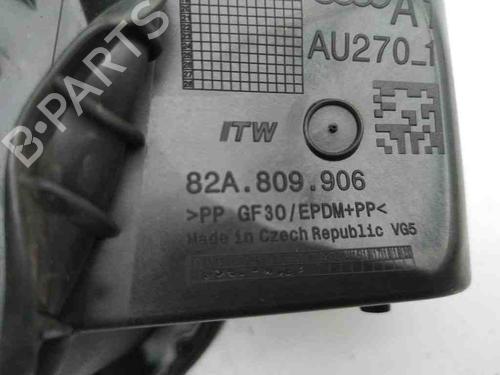 A
AU270_1
ITW
82A.809.906
>PP GF30/EPDM+PP<
Made in Czech Republic VG5
B-PARTS